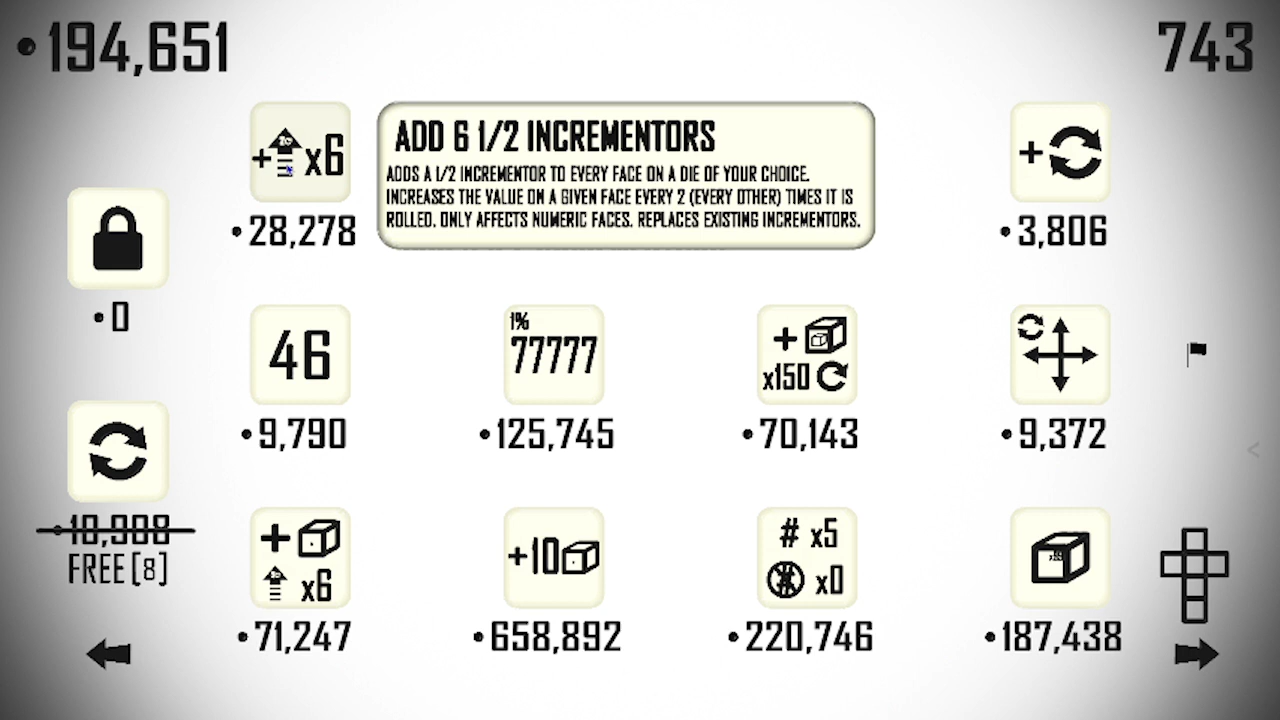 194,651
743
+ x6
ADD 6 1/2 INCREMENTORS
ADDS A 1/2 INCREMENTOR TO EVERY FACE ON A DIE OF YOUR CHOICE.
INCREASES THE VALUE ON A GIVEN FACE EVERY 2 (EVERY OTHER) TIMES IT IS
ROLLED. ONLY AFFECTS NUMERIC FACES. REPLACES EXISTING INCREMENTORS.
+
28,278
3,806
0
46
1%
77777
+
x150
9,790
125,745
70,143
9,372
<
10,908
FREE [8]
+
x6
+10
# x5
x0
71,247
658,892
220,746
187,438